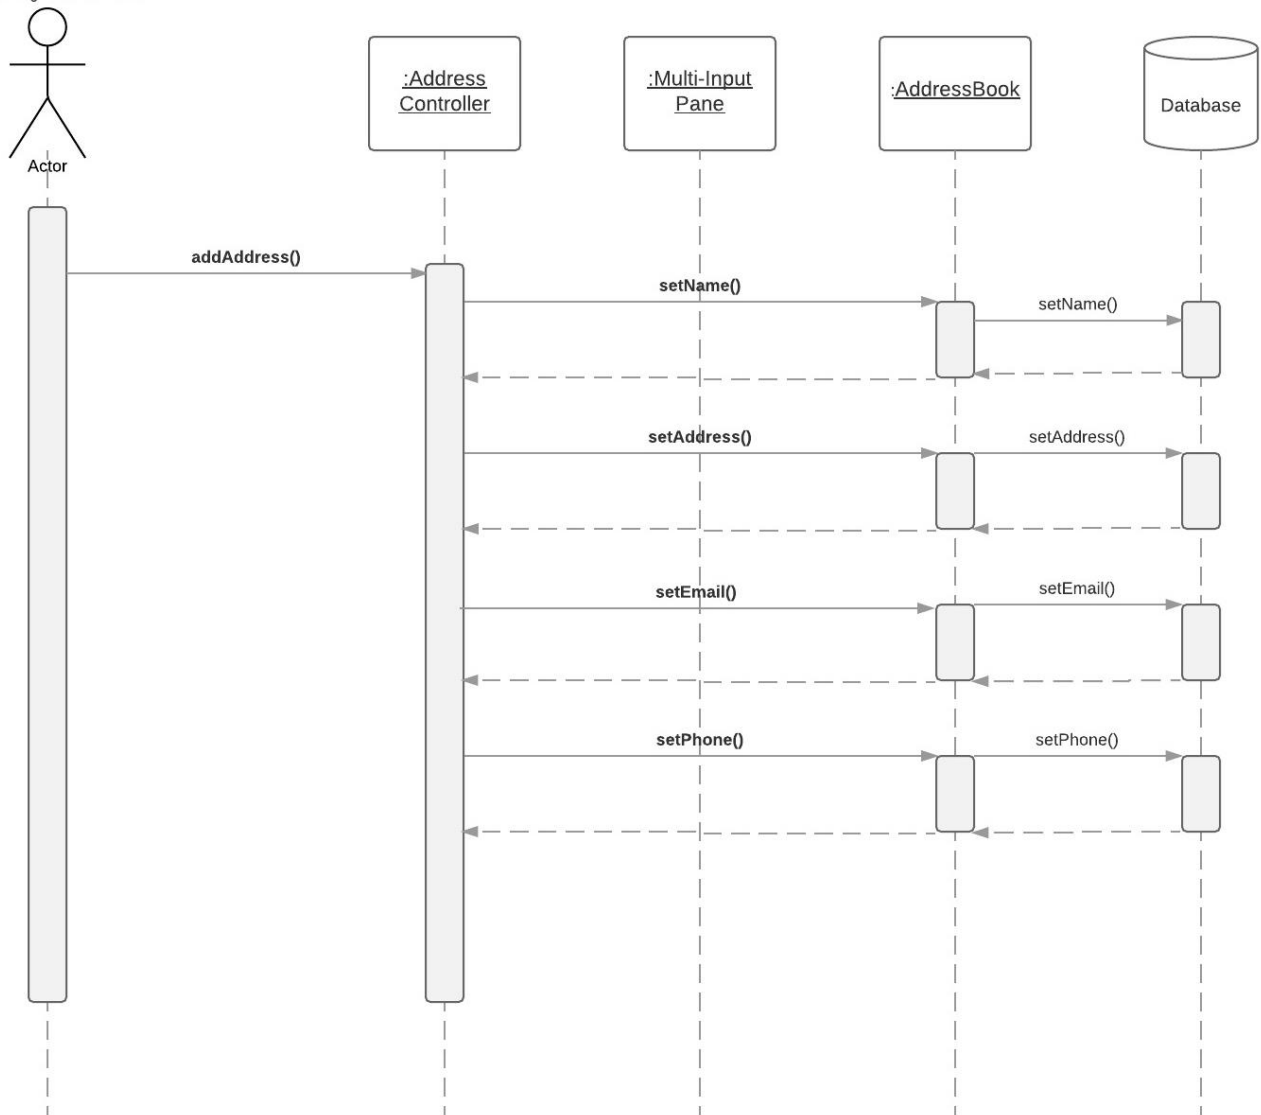 :Address
Controller
:Multi-Input
Pane
:AddressBook
Database
Actor
addAddress()
setName()
setName()
setAddress()
setAddress()
setEmail()
setEmail()
setPhone()
setPhone()